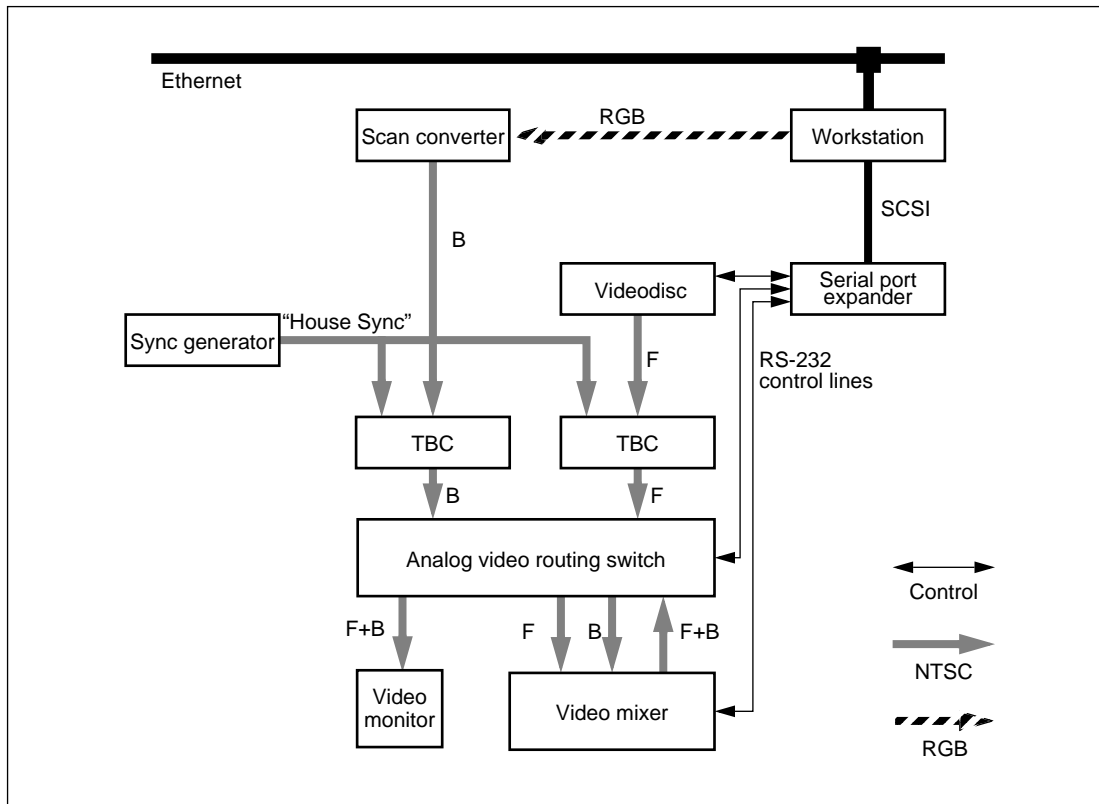 Ethernet
RGB
Scan converter
Workstation
SCSI
B
Serial port
expander
Videodisc
“House Sync”
Sync generator
F
RS-232
control lines
TBC
TBC
B
F
Analog video routing switch
Control
F+B
F
B
F+B
NTSC
Video
monitor
Video mixer
RGB